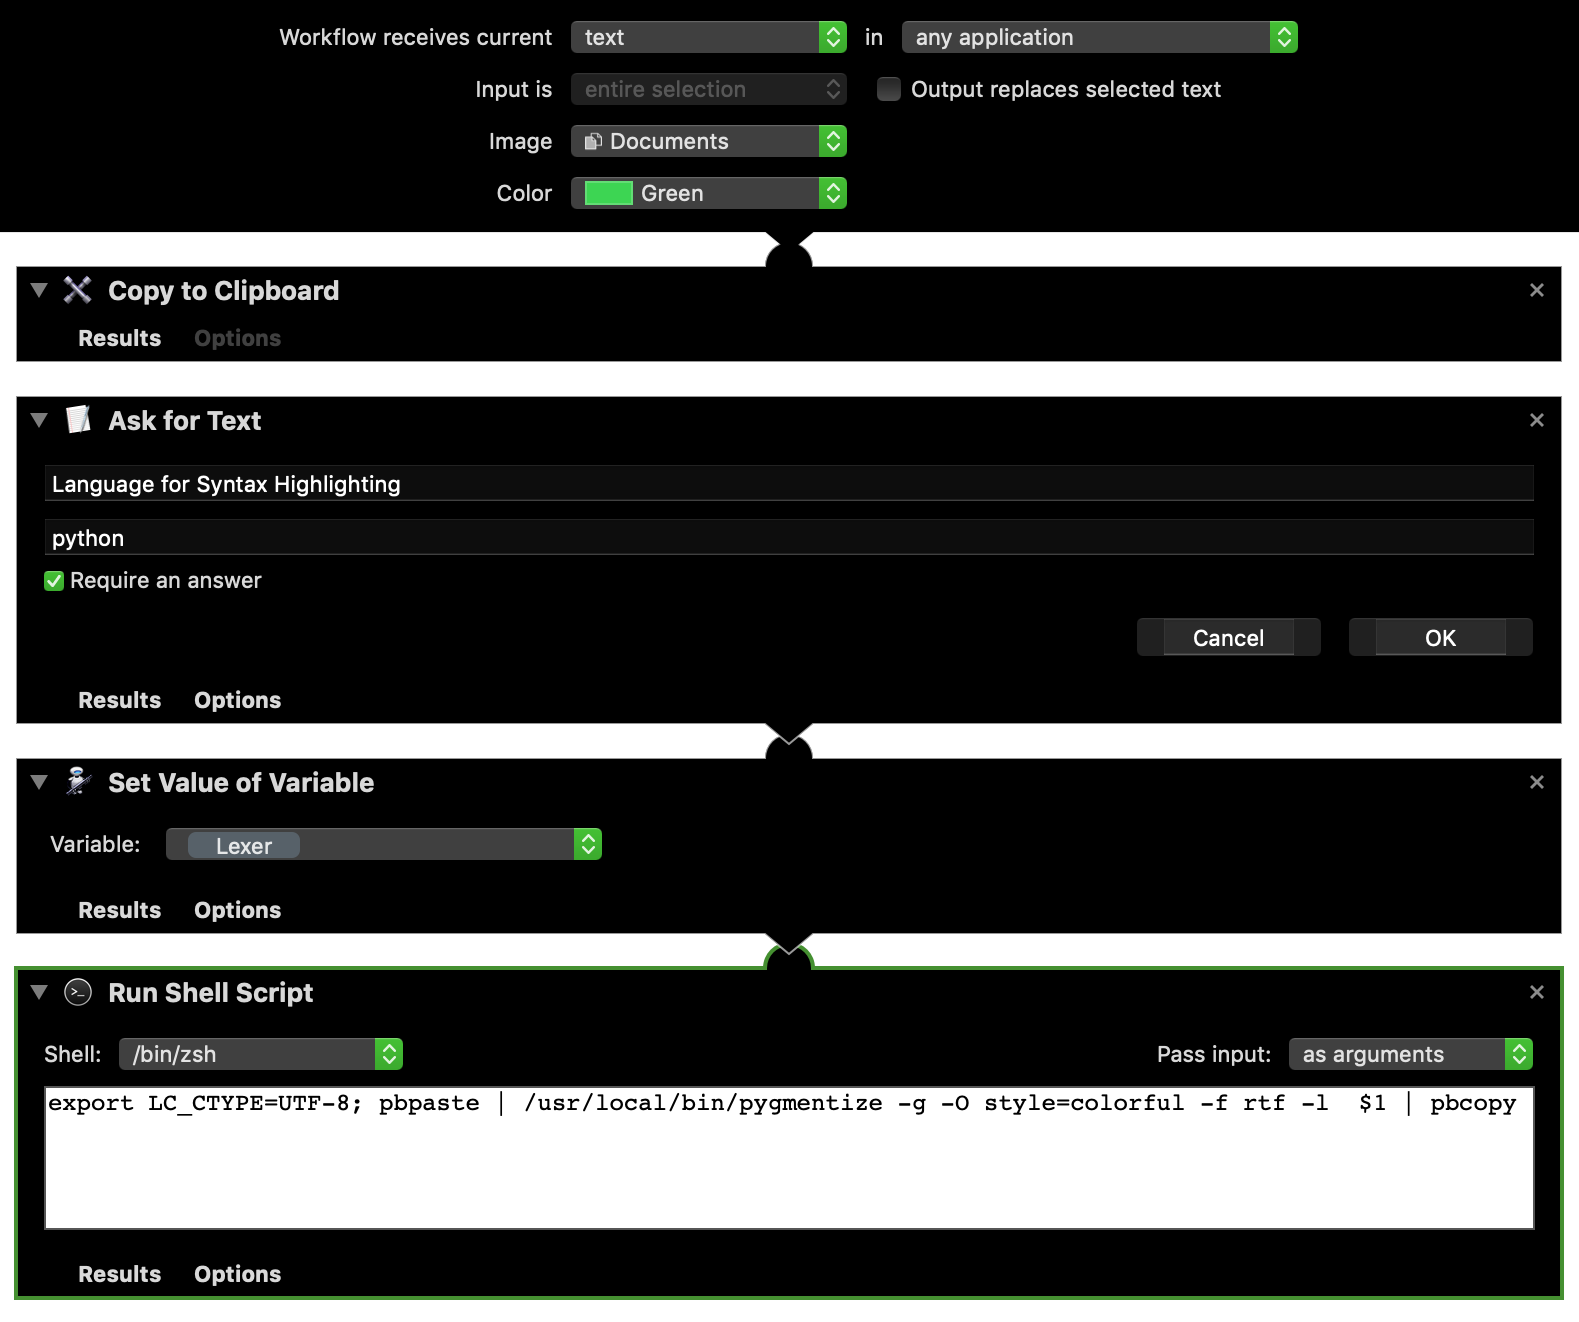 Workflow receives current text in any application
Input is entire selection Output replaces selected text
Image Documents
Color Green
Copy to Clipboard
Results Options
Ask for Text
Language for Syntax Highlighting
python
Require an answer
Cancel OK
Results Options
Set Value of Variable
Variable: Lexer
Results Options
Run Shell Script
Shell: /bin/zsh Pass input: as arguments
export LC_CTYPE=UTF-8; pbpaste | /usr/local/bin/pygmentize -g -O style=colorful -f rtf -l  $1 | pbcopy
Results Options